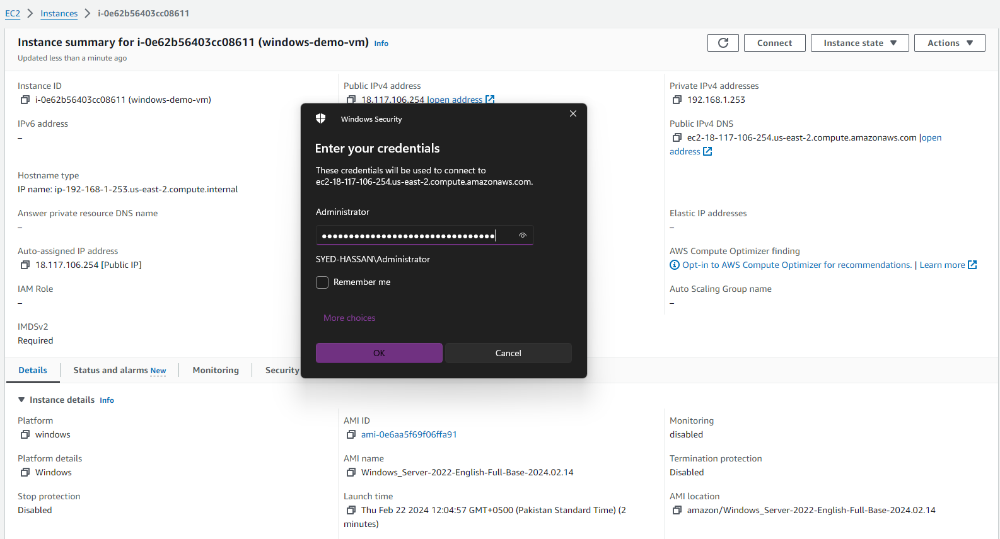 EC2 > Instances > i-0e62b56403cc08611
Instance summary for i-0e62b56403cc08611 (windows-demo-vm) Info
Updated less than a minute ago
Connect
Instance state
Actions
Instance ID
i-0e62b56403cc08611 (windows-demo-vm)
IPv6 address
–
Hostname type
IP name: ip-192-168-1-253.us-east-2.compute.internal
Answer private resource DNS name
–
Auto-assigned IP address
18.117.106.254 [Public IP]
IAM Role
–
IMDSv2
Required
Public IPv4 address
18.117.106.254 |open address
Private IPv4 addresses
192.168.1.253
Public IPv4 DNS
ec2-18-117-106-254.us-east-2.compute.amazonaws.com |open
address
Elastic IP addresses
–
AWS Compute Optimizer finding
Opt-in to AWS Compute Optimizer for recommendations. | Learn more
Auto Scaling Group name
–
Windows Security
Enter your credentials
These credentials will be used to connect to
ec2-18-117-106-254.us-east-2.compute.amazonaws.com.
Administrator
●●●●●●●●●●●●●●●●●●●●●●●●●●●●●●●●
SYED-HASSAN\Administrator
Remember me
More choices
OK
Cancel
Details
Status and alarms New
Monitoring
Security
Instance details Info
Platform
windows
Platform details
Windows
Stop protection
Disabled
AMI ID
ami-0e6aa5f69f06ffa91
AMI name
Windows_Server-2022-English-Full-Base-2024.02.14
Launch time
Thu Feb 22 2024 12:04:57 GMT+0500 (Pakistan Standard Time) (2
minutes)
Monitoring
disabled
Termination protection
Disabled
AMI location
amazon/Windows_Server-2022-English-Full-Base-2024.02.14